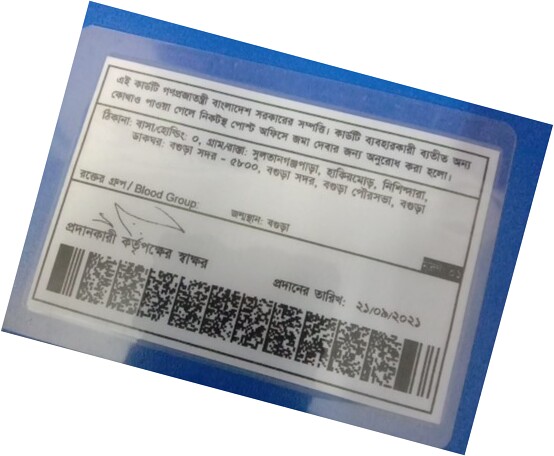 এই কার্ডটি গণপ্রজাতন্ত্রী বাংলাদেশ সরকারের সম্পত্তি। কার্ডটি ব্যবহারকারী ব্যতীত অন্য
কোথাও পাওয়া গেলে নিকটস্থ পোস্ট অফিসে জমা দেবার জন্য অনুরোধ করা হলো।
ঠিকানা: বাসা/হোল্ডিং: ০, গ্রাম/রাস্তা: সুলতানগঞ্জপাড়া, হাকিরমোড়, নিশিন্দারা,
ডাকঘর: বগুড়া সদর - ৫৮০০, বগুড়া সদর, বগুড়া পৌরসভা, বগুড়া
রক্তের গ্রুপ / Blood Group: জন্মস্থান: বগুড়া
প্রদানকারী কর্তৃপক্ষের স্বাক্ষর
প্রদানের তারিখ: ২১/০৯/২০২১